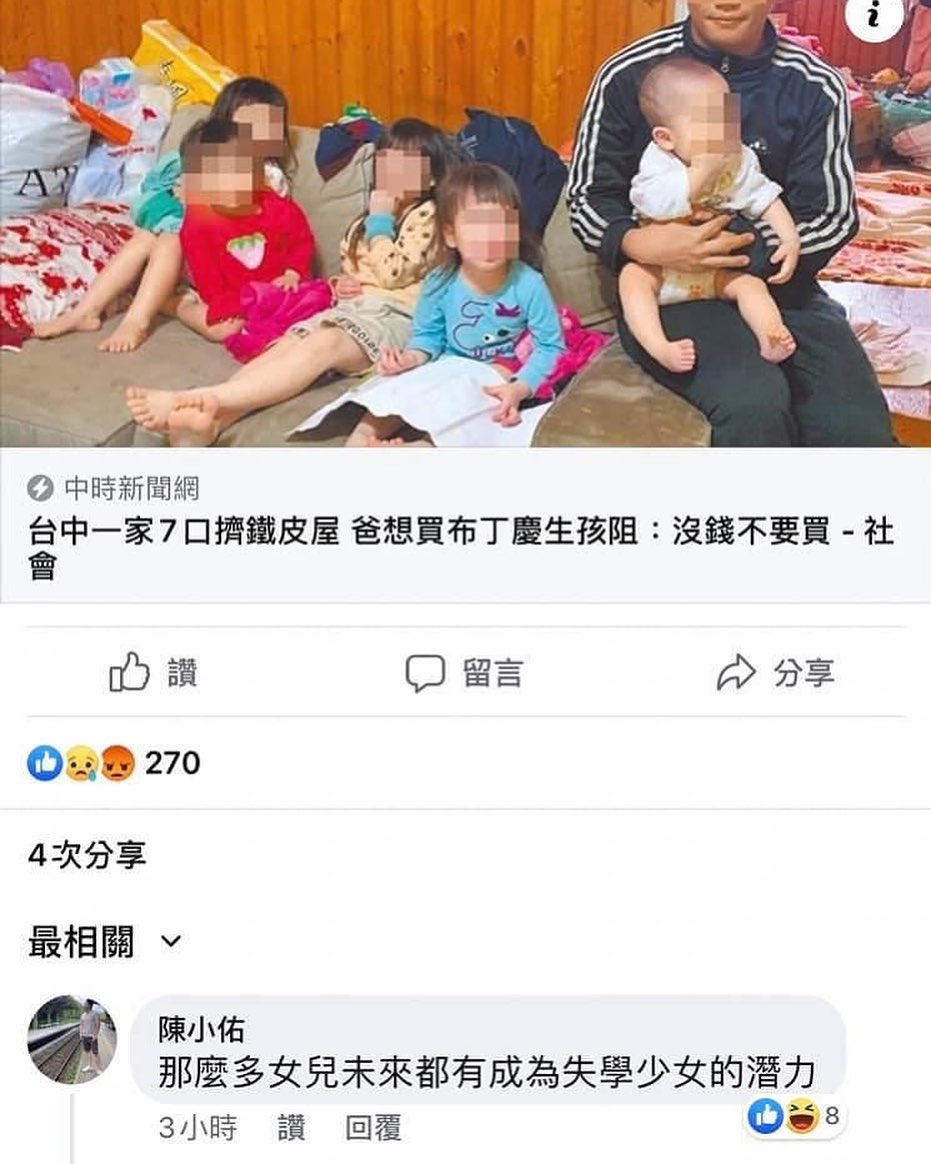 中時新聞網
台中一家7口擠鐵皮屋 爸想買布丁慶生孩阻：沒錢不要買 - 社
會
讚 留言 分享
270
4次分享
最相關
陳小佑
那麼多女兒未來都有成為失學少女的潛力
3小時 讚 回覆 8